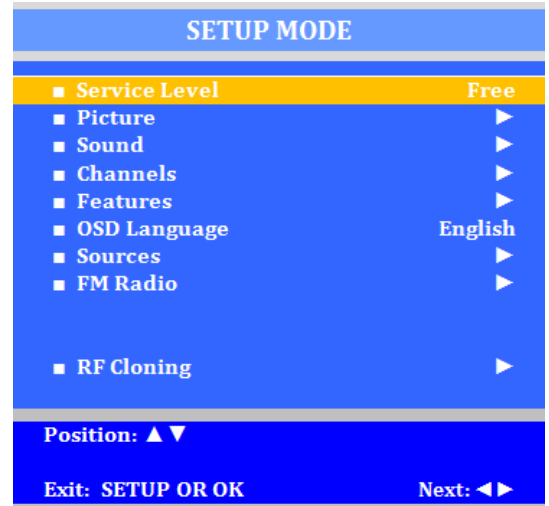 SETUP MODE
■ Service Level Free
■ Picture ▶
■ Sound ▶
■ Channels ▶
■ Features ▶
■ OSD Language English
■ Sources ▶
■ FM Radio ▶
■ RF Cloning ▶
Position: ▲▼
Exit: SETUP OR OK Next: ◀▶